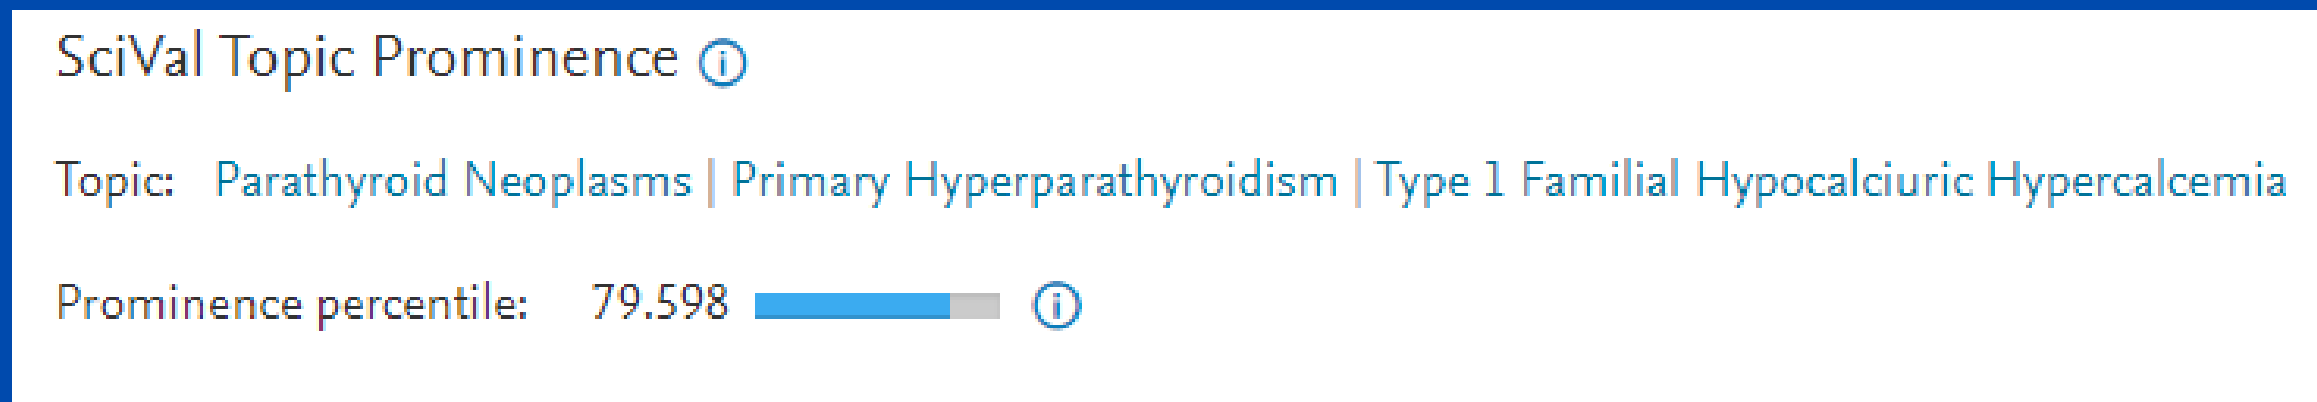 SciVal Topic Prominence
Topic: Parathyroid Neoplasms | Primary Hyperparathyroidism | Type 1 Familial Hypocalciuric Hypercalcemia
Prominence percentile: 79.598